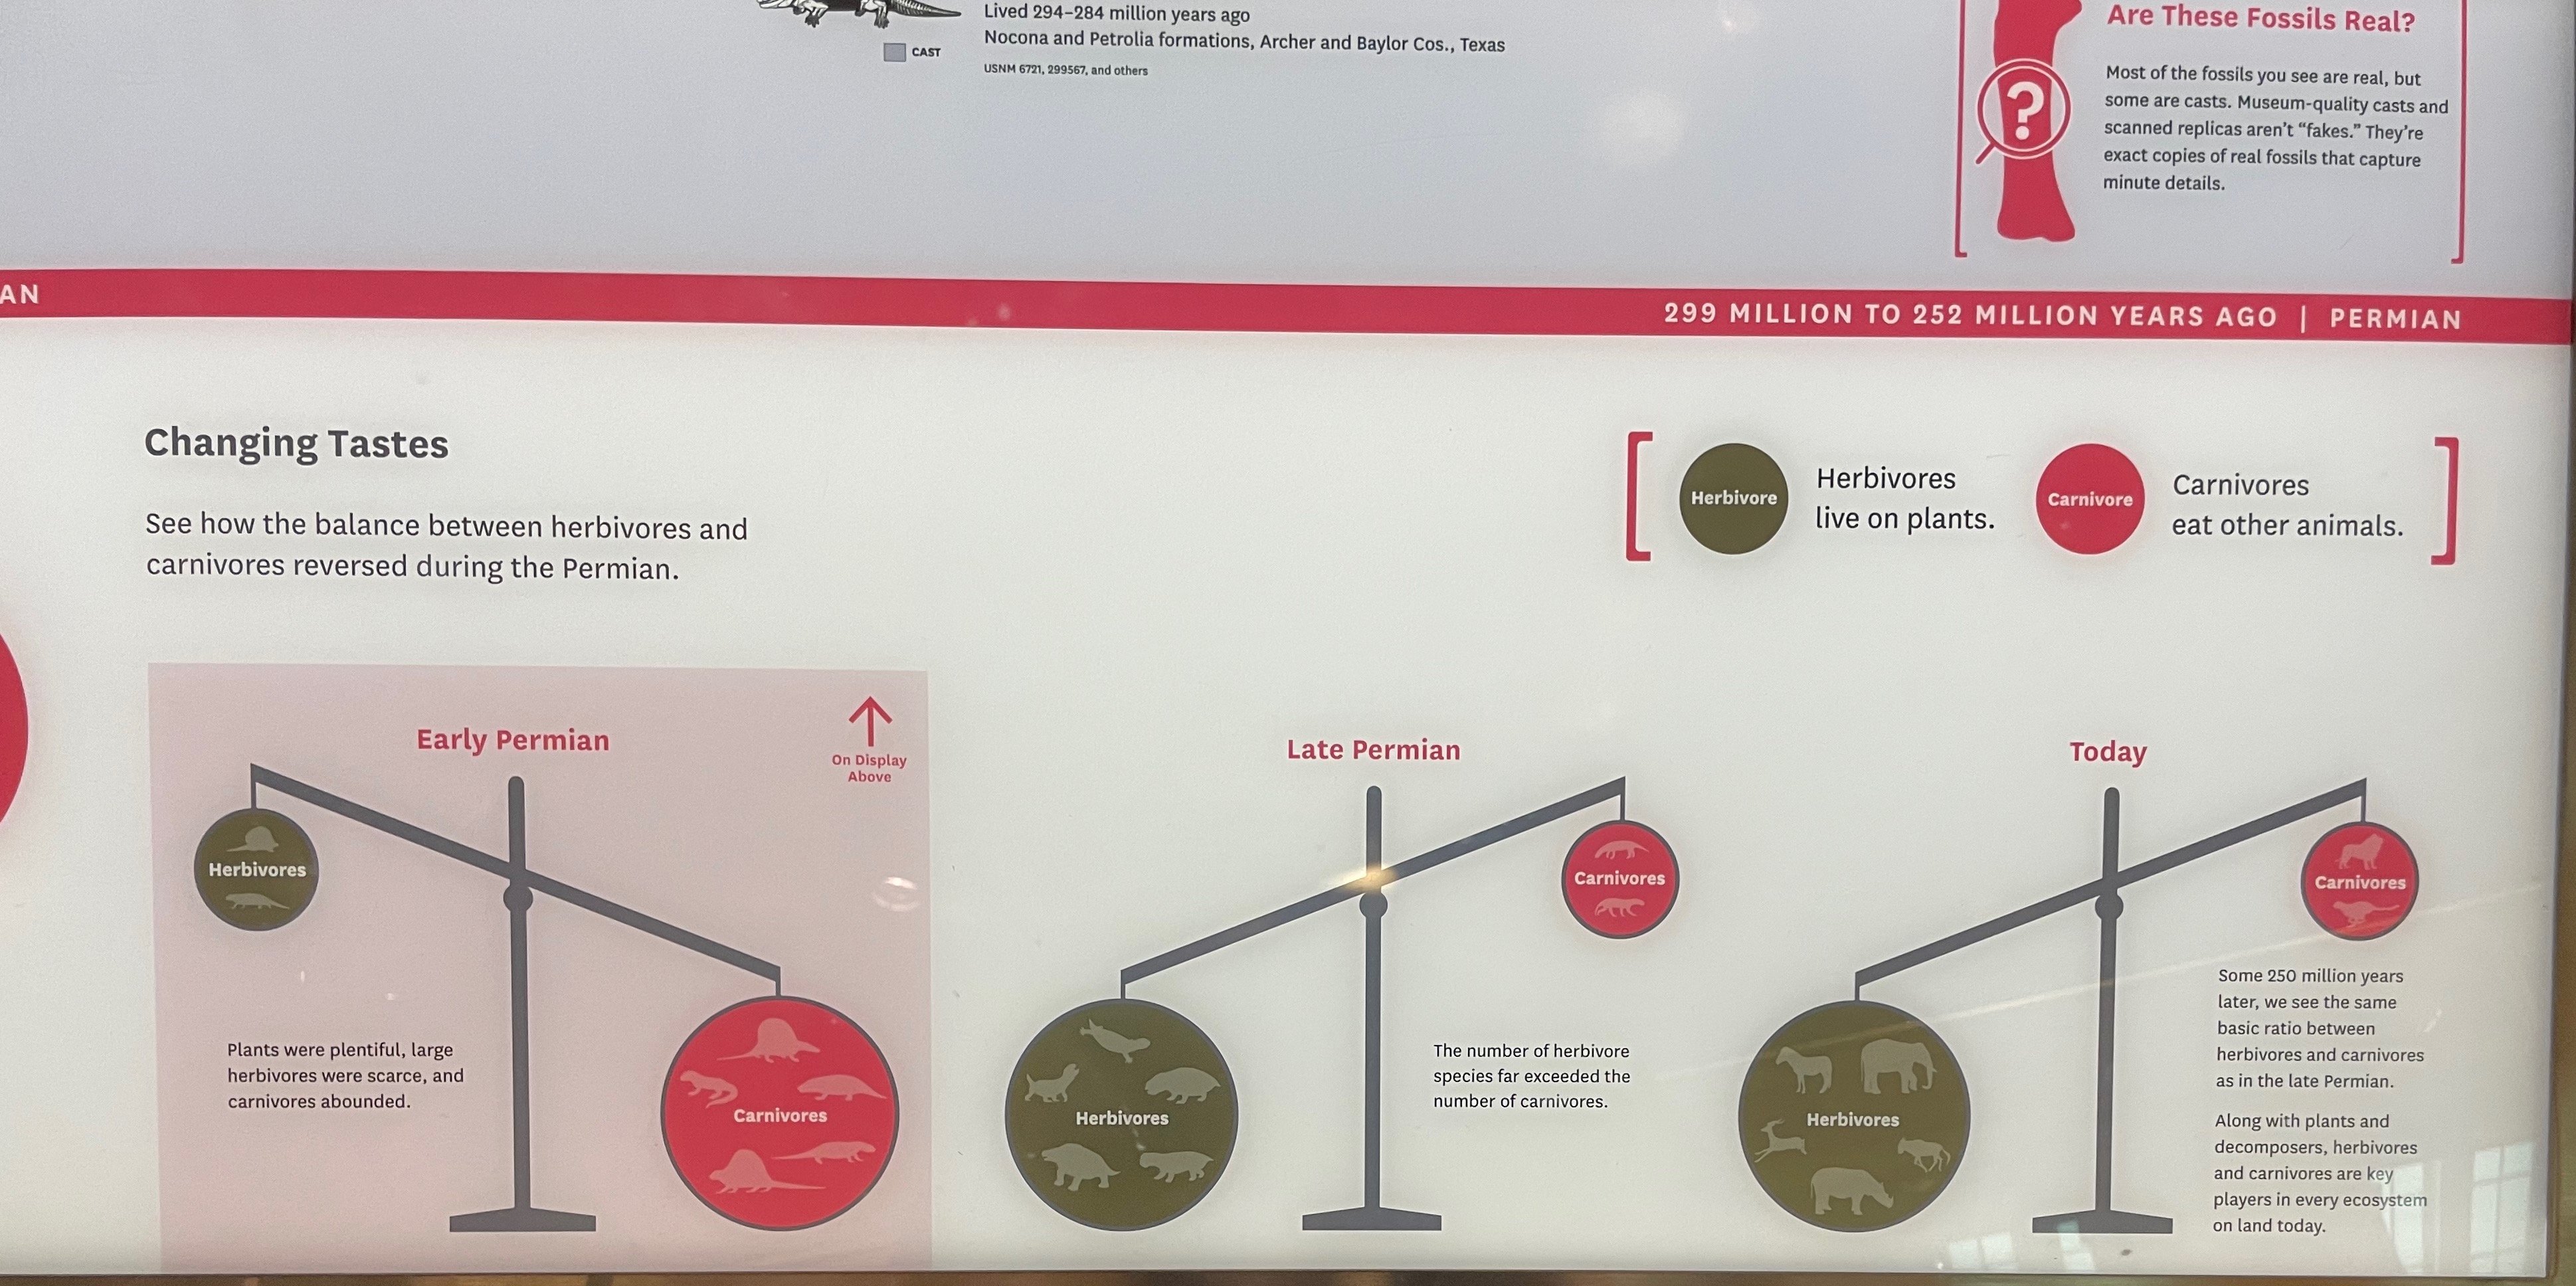 Lived 294–284 million years ago
Nocona and Petrolia formations, Archer and Baylor Cos., Texas
CAST
USNM 6721, 299567, and others
Are These Fossils Real?
Most of the fossils you see are real, but
some are casts. Museum-quality casts and
scanned replicas aren't “fakes.” They're
exact copies of real fossils that capture
minute details.
?
AN
299 MILLION TO 252 MILLION YEARS AGO | PERMIAN
Changing Tastes
See how the balance between herbivores and
carnivores reversed during the Permian.
Herbivore
Herbivores
live on plants.
Carnivore
Carnivores
eat other animals.
Early Permian
On Display
Above
Herbivores
Plants were plentiful, large
herbivores were scarce, and
carnivores abounded.
Carnivores
Late Permian
Carnivores
Herbivores
The number of herbivore
species far exceeded the
number of carnivores.
Today
Carnivores
Herbivores
Some 250 million years
later, we see the same
basic ratio between
herbivores and carnivores
as in the late Permian.
Along with plants and
decomposers, herbivores
and carnivores are key
players in every ecosystem
on land today.